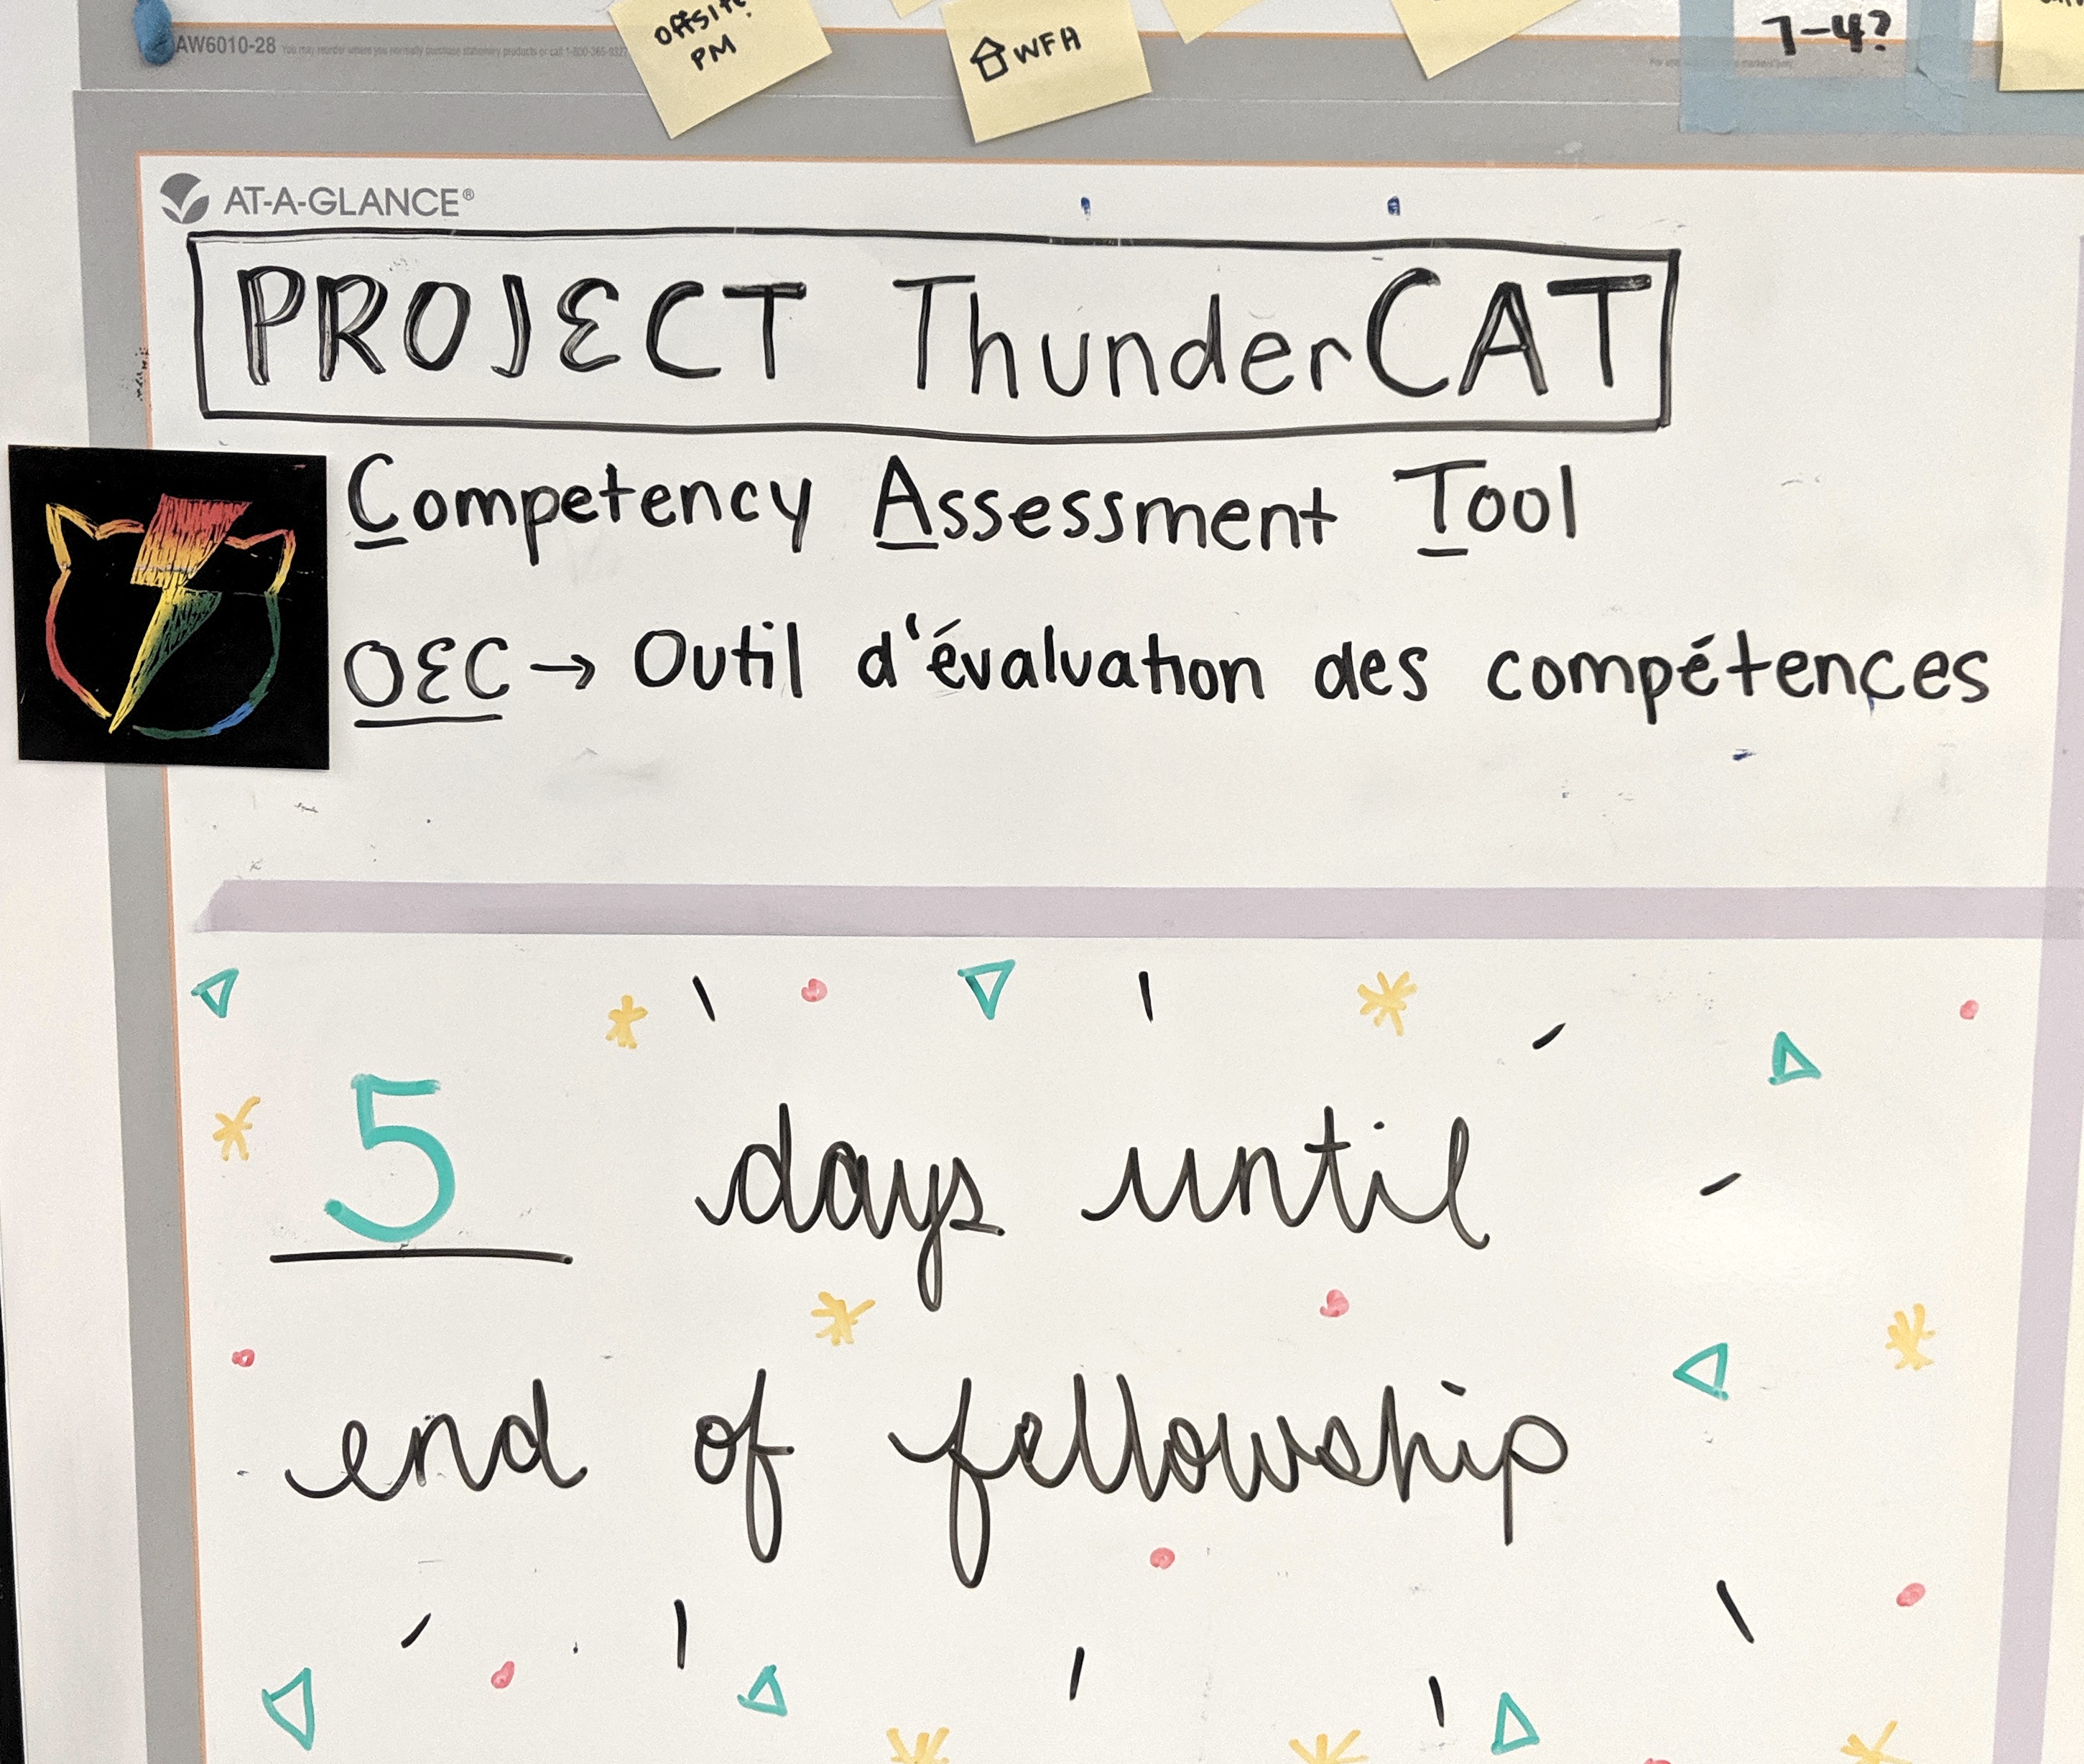 offsite!
PM
WFH
7-4?
AW6010-28 You may reorder where you normally purchase stationery products or call 1-800-365-9327
AT-A-GLANCE®
PROJECT ThunderCAT
Competency Assessment Tool
OEC → Outil d'évaluation des compétences
5 days until
end of fellowship